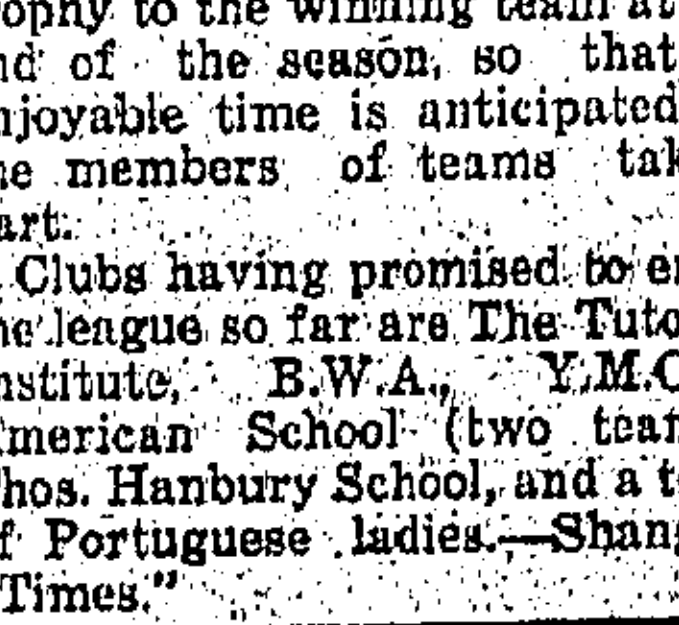 ophy to the winning team at
nd of the season, so that
njoyable time is anticipated
he members of teams tak
art.
Clubs having promised to en
he league so far are The Tuto
nstitute, B.W.A., Y.M.C
merican School (two tean
hos. Hanbury School, and a t
f Portuguese ladies.—Shang
Times."